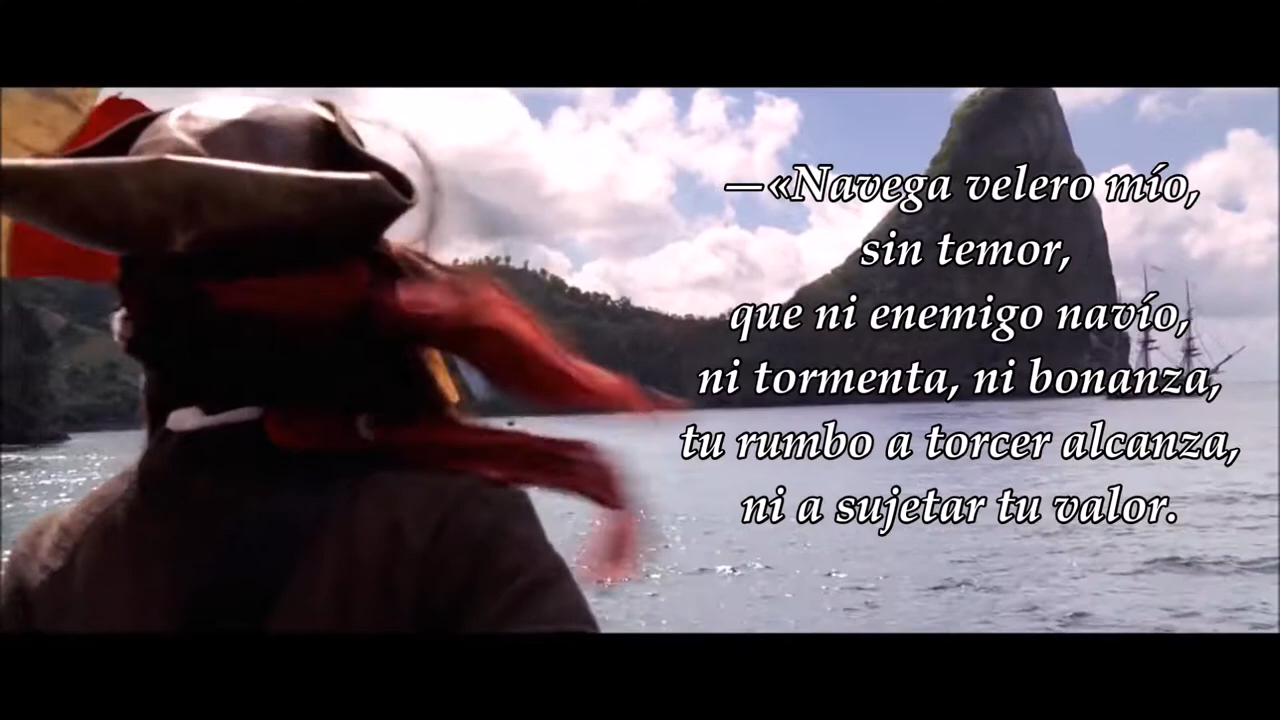 —«Navega velero mío,
sin temor,
que ni enemigo navío,
ni tormenta, ni bonanza,
tu rumbo a torcer alcanza,
ni a sujetar tu valor.